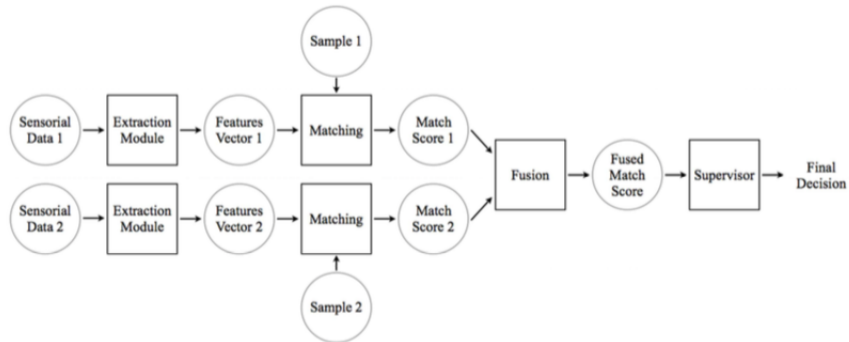 Sample 1
Sensorial
Data 1
Extraction
Module
Features
Vector 1
Matching
Match
Score 1
Fusion
Fused
Match
Score
Supervisor
Final
Decision
Sensorial
Data 2
Extraction
Module
Features
Vector 2
Matching
Match
Score 2
Sample 2